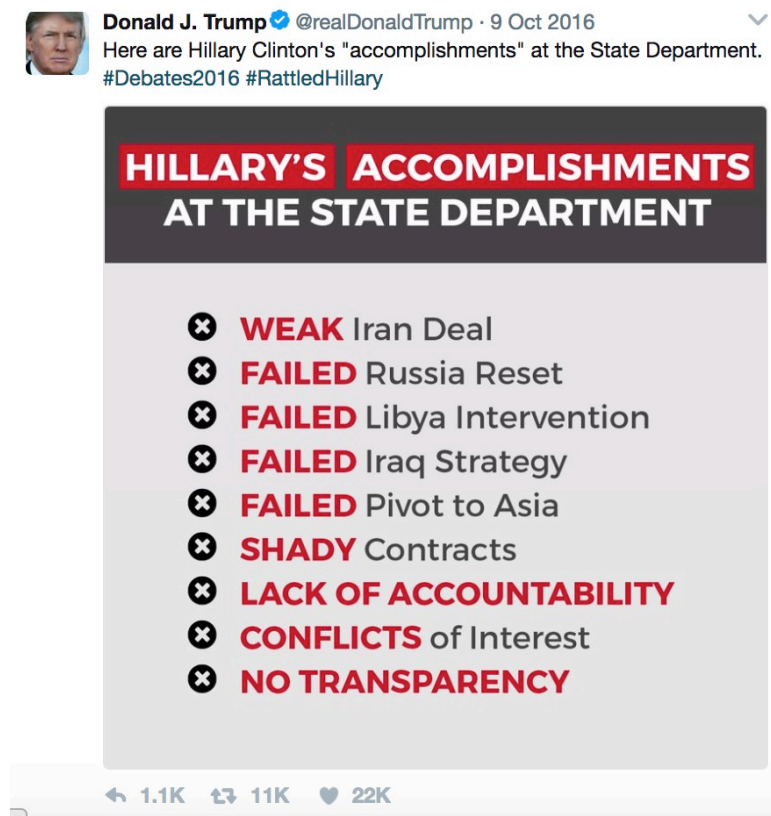 Donald J. Trump @realDonaldTrump · 9 Oct 2016
Here are Hillary Clinton's "accomplishments" at the State Department.
#Debates2016 #RattledHillary
HILLARY’S ACCOMPLISHMENTS
AT THE STATE DEPARTMENT
WEAK Iran Deal
FAILED Russia Reset
FAILED Libya Intervention
FAILED Iraq Strategy
FAILED Pivot to Asia
SHADY Contracts
LACK OF ACCOUNTABILITY
CONFLICTS of Interest
NO TRANSPARENCY
1.1K 11K 22K